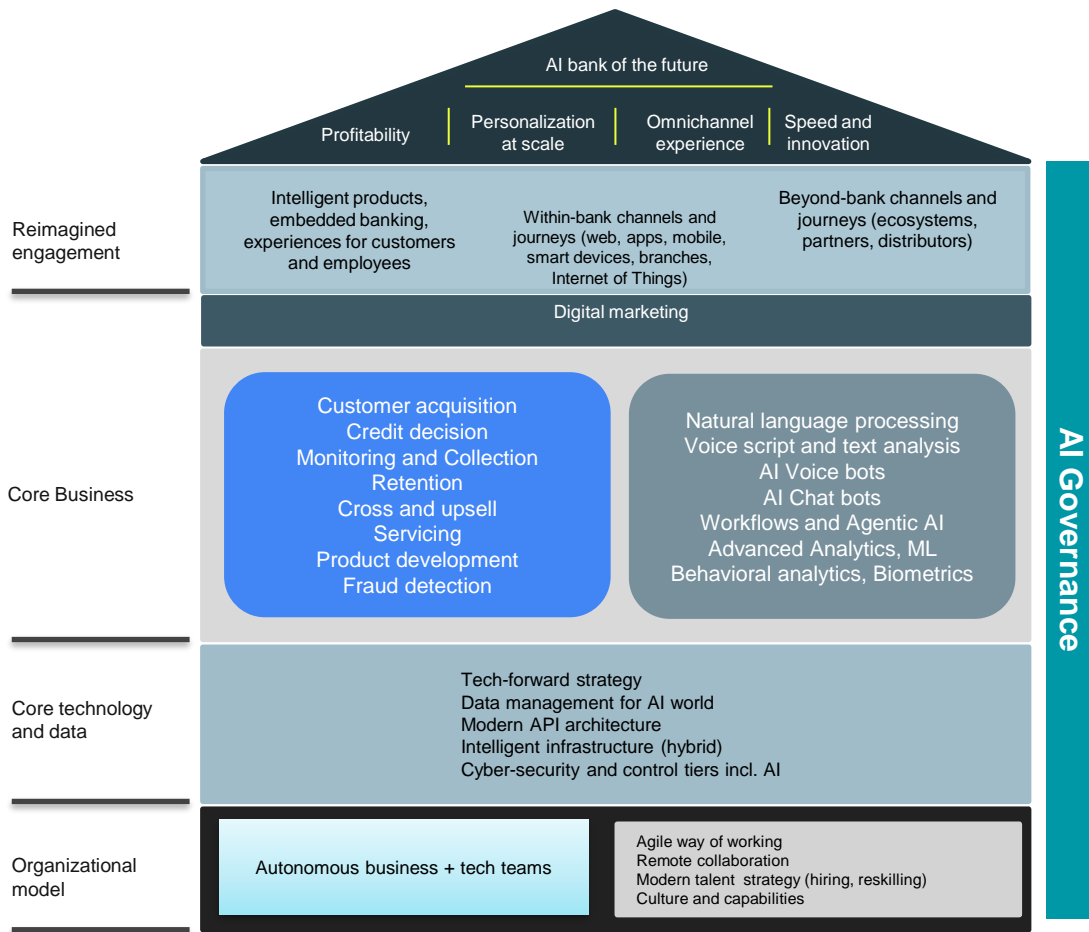 AI bank of the future
Profitability
Personalization
at scale
Omnichannel
experience
Speed and
innovation
Reimagined
engagement
Intelligent products,
embedded banking,
experiences for customers
and employees
Within-bank channels and
journeys (web, apps, mobile,
smart devices, branches,
Internet of Things)
Beyond-bank channels and
journeys (ecosystems,
partners, distributors)
Digital marketing
Core Business
Customer acquisition
Credit decision
Monitoring and Collection
Retention
Cross and upsell
Servicing
Product development
Fraud detection
Natural language processing
Voice script and text analysis
AI Voice bots
AI Chat bots
Workflows and Agentic AI
Advanced Analytics, ML
Behavioral analytics, Biometrics
Core technology
and data
Tech-forward strategy
Data management for AI world
Modern API architecture
Intelligent infrastructure (hybrid)
Cyber-security and control tiers incl. AI
Organizational
model
Autonomous business + tech teams
Agile way of working
Remote collaboration
Modern talent strategy (hiring, reskilling)
Culture and capabilities
AI Governance